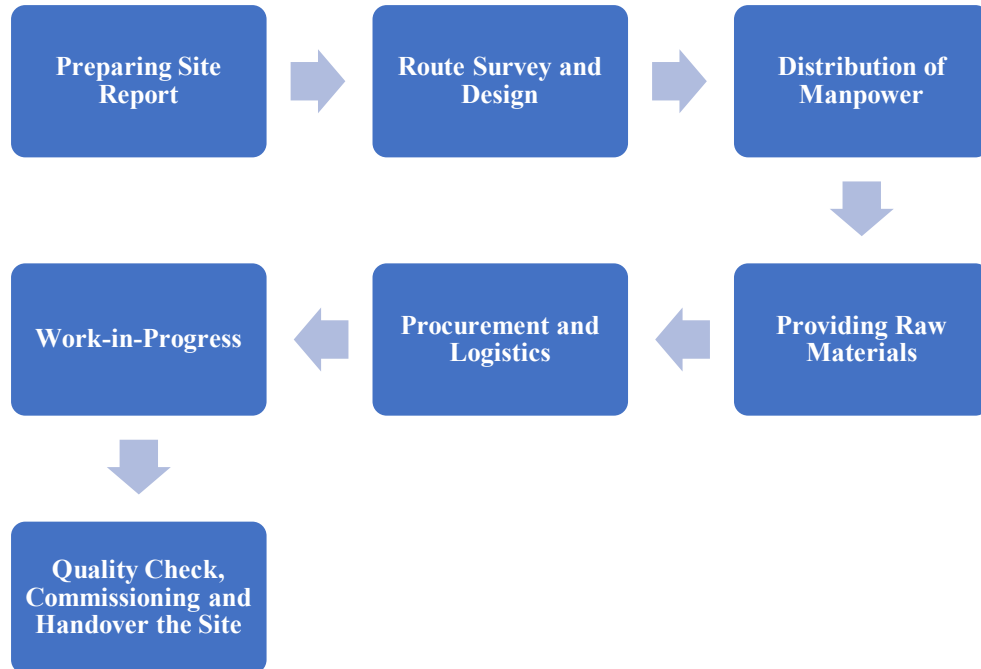 Preparing Site
Report
Route Survey and
Design
Distribution of
Manpower
Providing Raw
Materials
Procurement and
Logistics
Work-in-Progress
Quality Check,
Commissioning and
Handover the Site